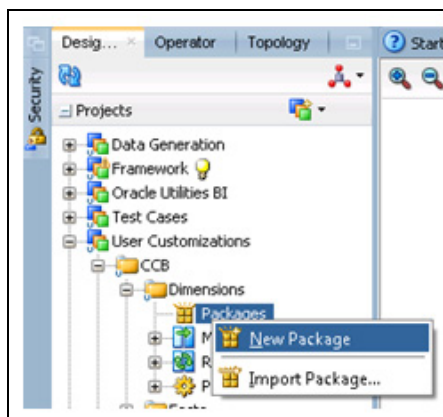 Desig...
Operator
Topology
Start
Security
Projects
Data Generation
Framework
Oracle Utilities BI
Test Cases
User Customizations
CCB
Dimensions
Packages
New Package
M
R
Import Package...
P